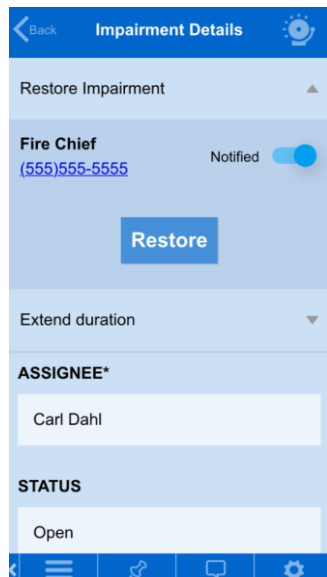 Back Impairment Details
Restore Impairment
Fire Chief
(555)555-5555
Notified
Restore
Extend duration
ASSIGNEE*
Carl Dahl
STATUS
Open